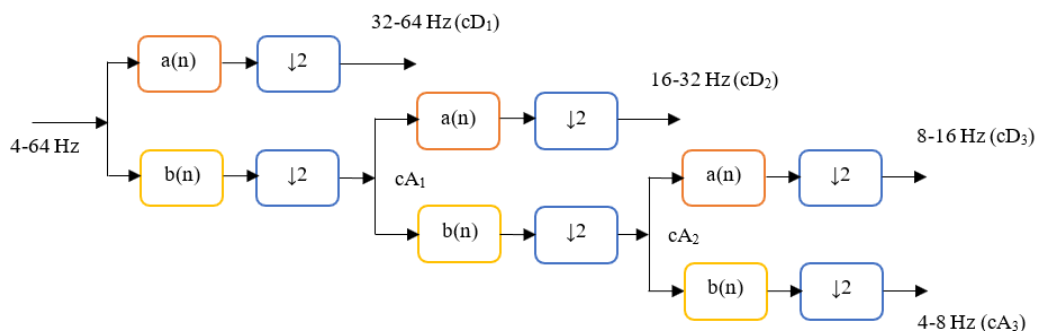 32-64 Hz (cD₁)
a(n)
↓2
16-32 Hz (cD₂)
4-64 Hz
a(n)
↓2
8-16 Hz (cD₃)
b(n)
↓2
cA₁
a(n)
↓2
b(n)
↓2
cA₂
b(n)
↓2
4-8 Hz (cA₃)